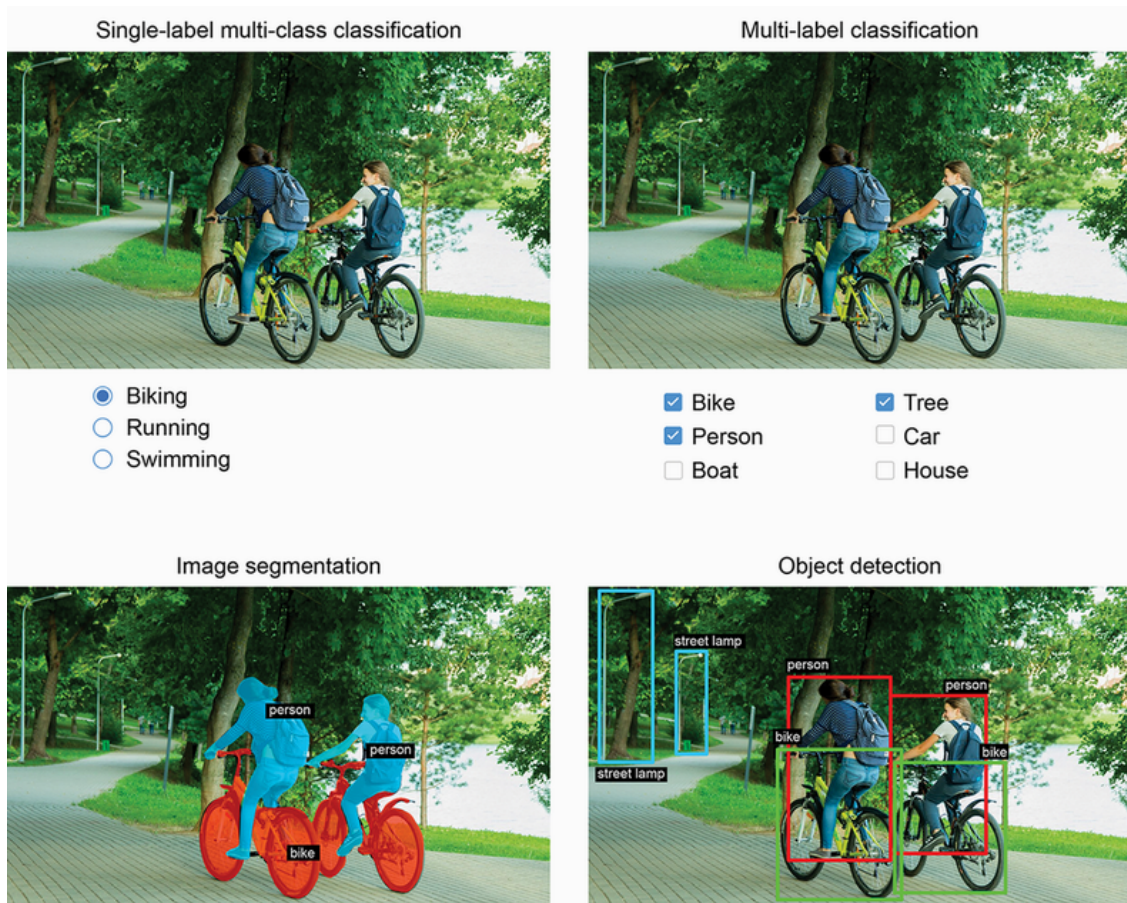 Single-label multi-class classification
Multi-label classification
Biking
Running
Swimming
Bike
Tree
Person
Car
Boat
House
Image segmentation
Object detection
person
person
bike
street lamp
person
person
bike
bike
street lamp